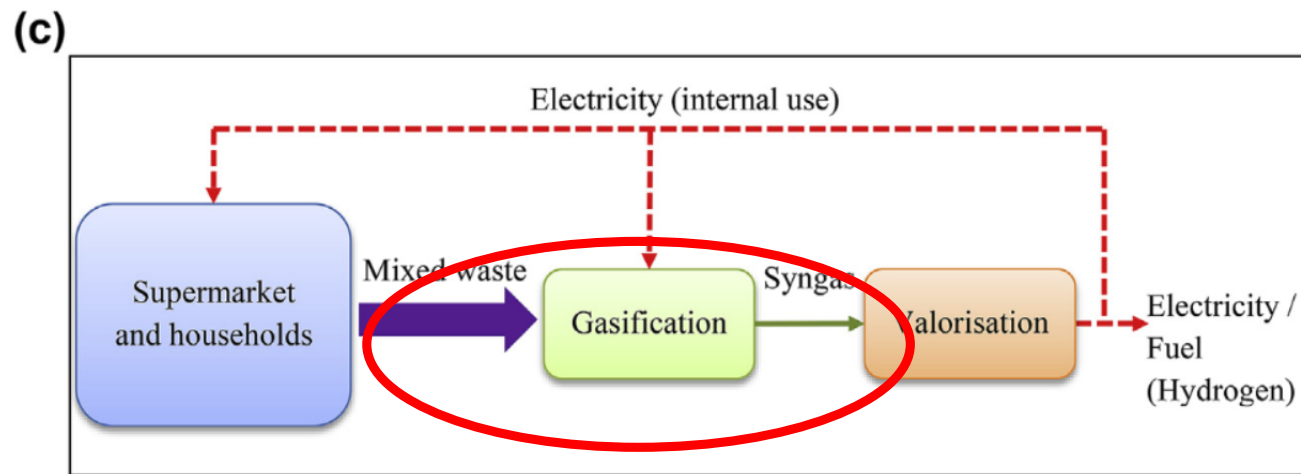 (c)
Electricity (internal use)
Mixed waste
Syngas
Supermarket
and households
Gasification
Valorisation
Electricity /
Fuel
(Hydrogen)